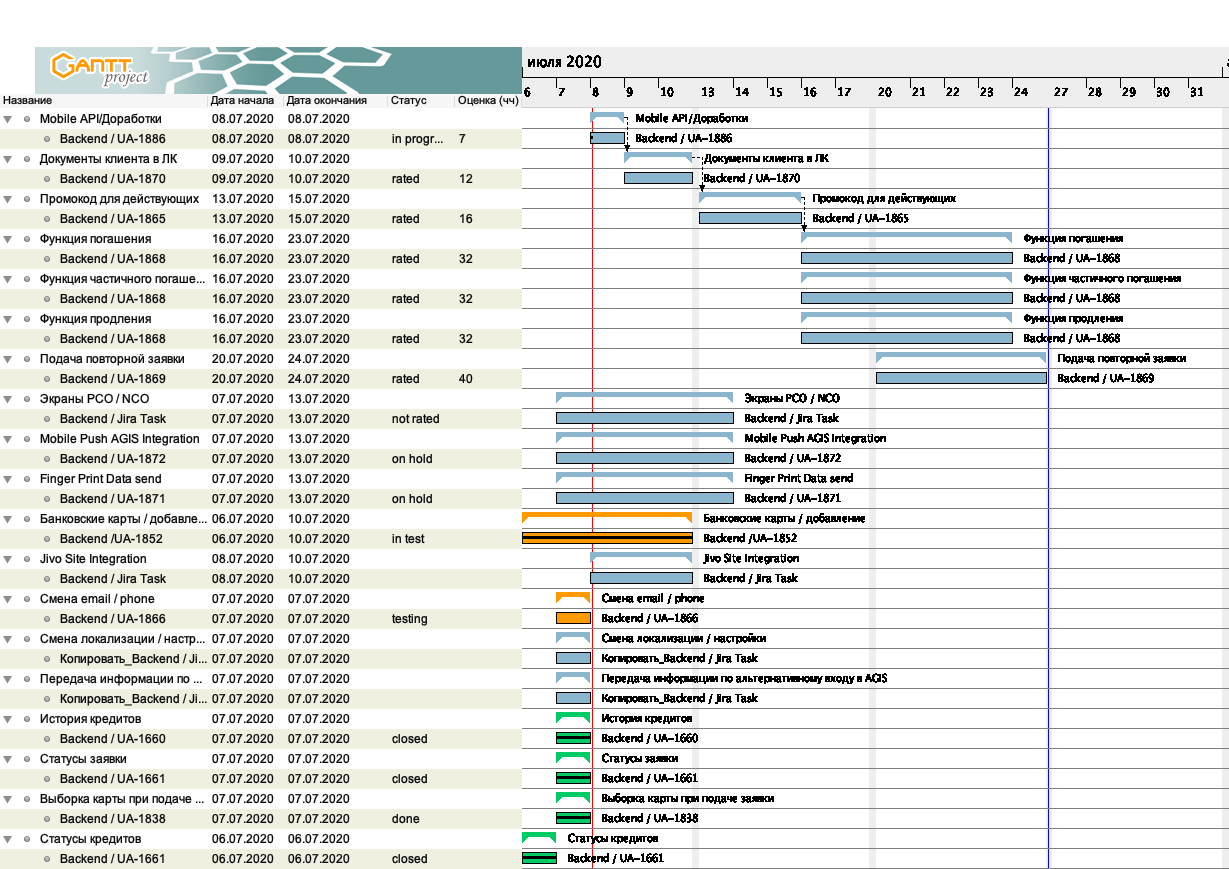 GANTT
project
июля 2020
6 7 8 9 10 13 14 15 16 17 20 21 22 23 24 27 28 29 30 31
Название Дата начала Дата окончания Статус Оценка (чч)
Mobile API/Доработки 08.07.2020 08.07.2020 Mobile API/Доработки
Backend / UA-1886 08.07.2020 08.07.2020 in progr... 7 Backend / UA-1886
Документы клиента в ЛК 09.07.2020 10.07.2020 Документы клиента в ЛК
Backend / UA-1870 09.07.2020 10.07.2020 rated 12 Backend / UA-1870
Промокод для действующих 13.07.2020 15.07.2020 Промокод для действующих
Backend / UA-1865 13.07.2020 15.07.2020 rated 16 Backend / UA-1865
Функция погашения 16.07.2020 23.07.2020 Функция погашения
Backend / UA-1868 16.07.2020 23.07.2020 rated 32 Backend / UA-1868
Функция частичного погаше... 16.07.2020 23.07.2020 Функция частичного погашения
Backend / UA-1868 16.07.2020 23.07.2020 rated 32 Backend / UA-1868
Функция продления 16.07.2020 23.07.2020 Функция продления
Backend / UA-1868 16.07.2020 23.07.2020 rated 32 Backend / UA-1868
Подача повторной заявки 20.07.2020 24.07.2020 Подача повторной заявки
Backend / UA-1869 20.07.2020 24.07.2020 rated 40 Backend / UA-1869
Экраны PCO / NCO 07.07.2020 13.07.2020 Экраны PCO / NCO
Backend / Jira Task 07.07.2020 13.07.2020 not rated Backend / Jira Task
Mobile Push AGIS Integration 07.07.2020 13.07.2020 Mobile Push AGIS Integration
Backend / UA-1872 07.07.2020 13.07.2020 on hold Backend / UA-1872
Finger Print Data send 07.07.2020 13.07.2020 Finger Print Data send
Backend / UA-1871 07.07.2020 13.07.2020 on hold Backend / UA-1871
Банковские карты / добавле... 06.07.2020 10.07.2020 Банковские карты / добавление
Backend /UA-1852 06.07.2020 10.07.2020 in test Backend /UA-1852
Jivo Site Integration 08.07.2020 10.07.2020 Jivo Site Integration
Backend / Jira Task 08.07.2020 10.07.2020 Backend / Jira Task
Смена email / phone 07.07.2020 07.07.2020 Смена email / phone
Backend / UA-1866 07.07.2020 07.07.2020 testing Backend / UA-1866
Смена локализации / настр... 07.07.2020 07.07.2020 Смена локализации / настройки
Копировать_Backend / Ji... 07.07.2020 07.07.2020 Копировать_Backend / Jira Task
Передача информации по ... 07.07.2020 07.07.2020 Передача информации по альтернативному входу в AGIS
Копировать_Backend / Ji... 07.07.2020 07.07.2020 Копировать_Backend / Jira Task
История кредитов 07.07.2020 07.07.2020 История кредитов
Backend / UA-1660 07.07.2020 07.07.2020 closed Backend / UA-1660
Статусы заявки 07.07.2020 07.07.2020 Статусы заявки
Backend / UA-1661 07.07.2020 07.07.2020 closed Backend / UA-1661
Выборка карты при подаче ... 07.07.2020 07.07.2020 Выборка карты при подаче заявки
Backend / UA-1838 07.07.2020 07.07.2020 done Backend / UA-1838
Статусы кредитов 06.07.2020 06.07.2020 Статусы кредитов
Backend / UA-1661 06.07.2020 06.07.2020 closed Backend / UA-1661